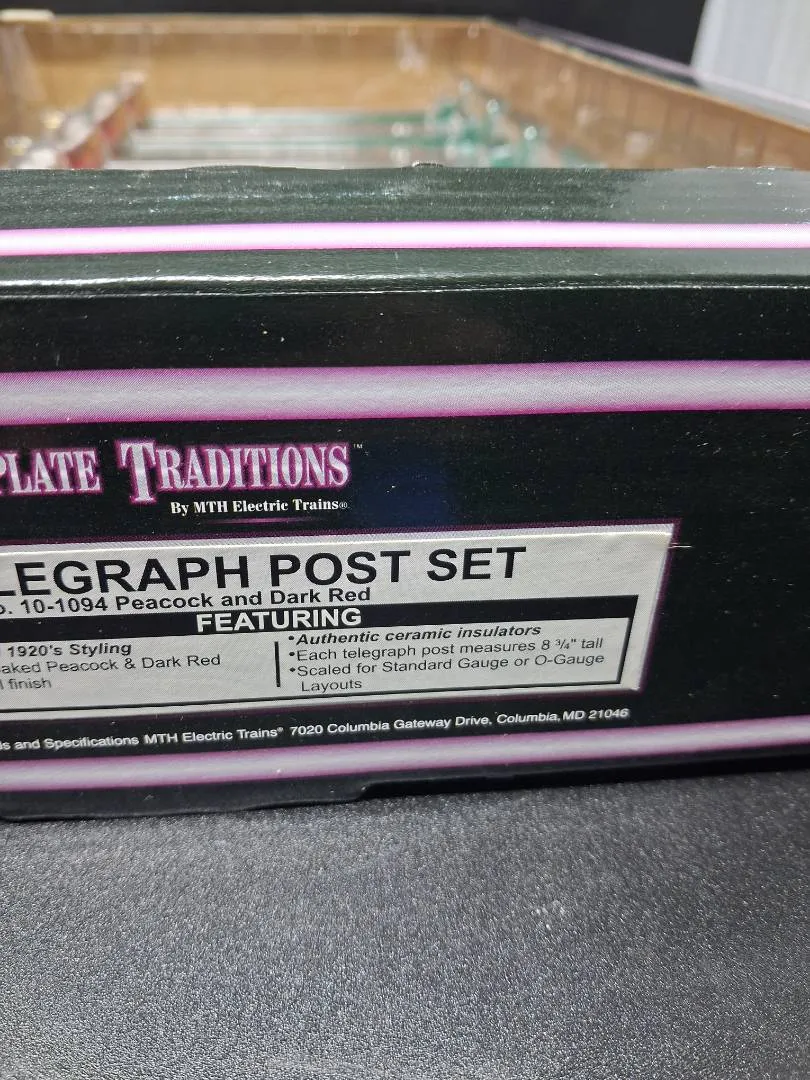 PLATE TRADITIONS™
By MTH Electric Trains®
LEGRAPH POST SET
o. 10-1094 Peacock and Dark Red
FEATURING
1920's Styling
aked Peacock & Dark Red
l finish
•Authentic ceramic insulators
•Each telegraph post measures 8 ¾" tall
•Scaled for Standard Gauge or O-Gauge
Layouts
ls and Specifications MTH Electric Trains® 7020 Columbia Gateway Drive, Columbia, MD 21046